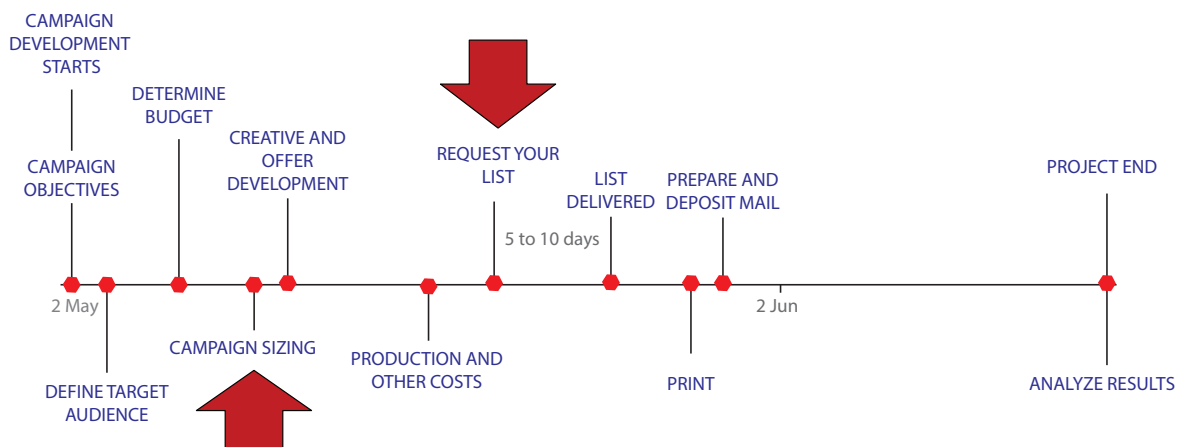 CAMPAIGN
DEVELOPMENT
STARTS
DETERMINE
BUDGET
CREATIVE AND
OFFER
DEVELOPMENT
CAMPAIGN
OBJECTIVES
REQUEST YOUR
LIST
LIST
DELIVERED
PREPARE AND
DEPOSIT MAIL
PROJECT END
5 to 10 days
2 May
2 Jun
CAMPAIGN SIZING
PRODUCTION AND
OTHER COSTS
DEFINE TARGET
AUDIENCE
PRINT
ANALYZE RESULTS